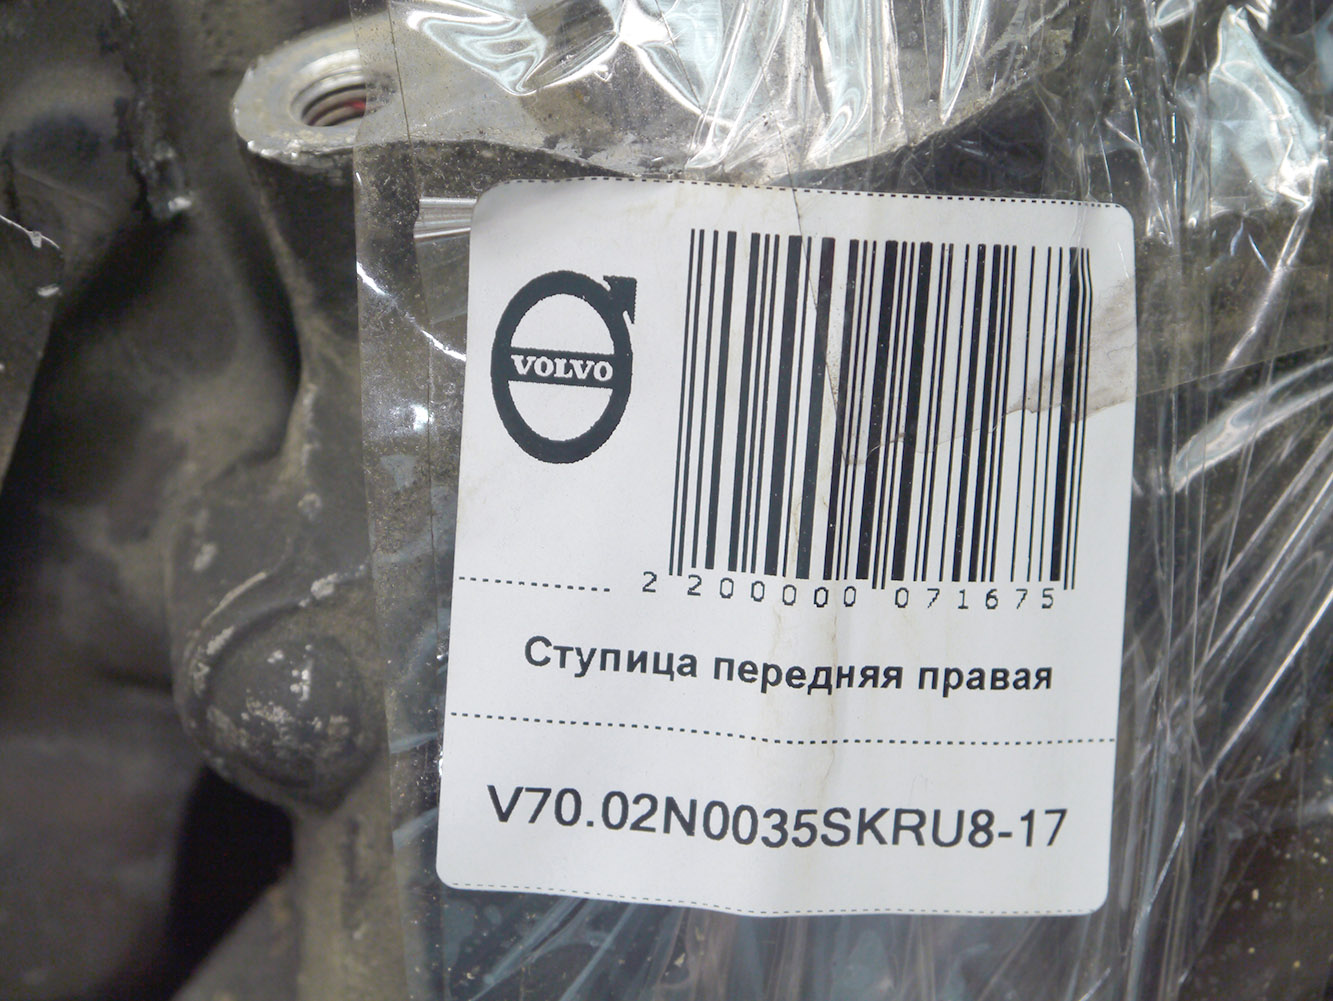 VOLVO
2 200000 071675
Ступица передняя правая
V70.02N0035SKRU8-17